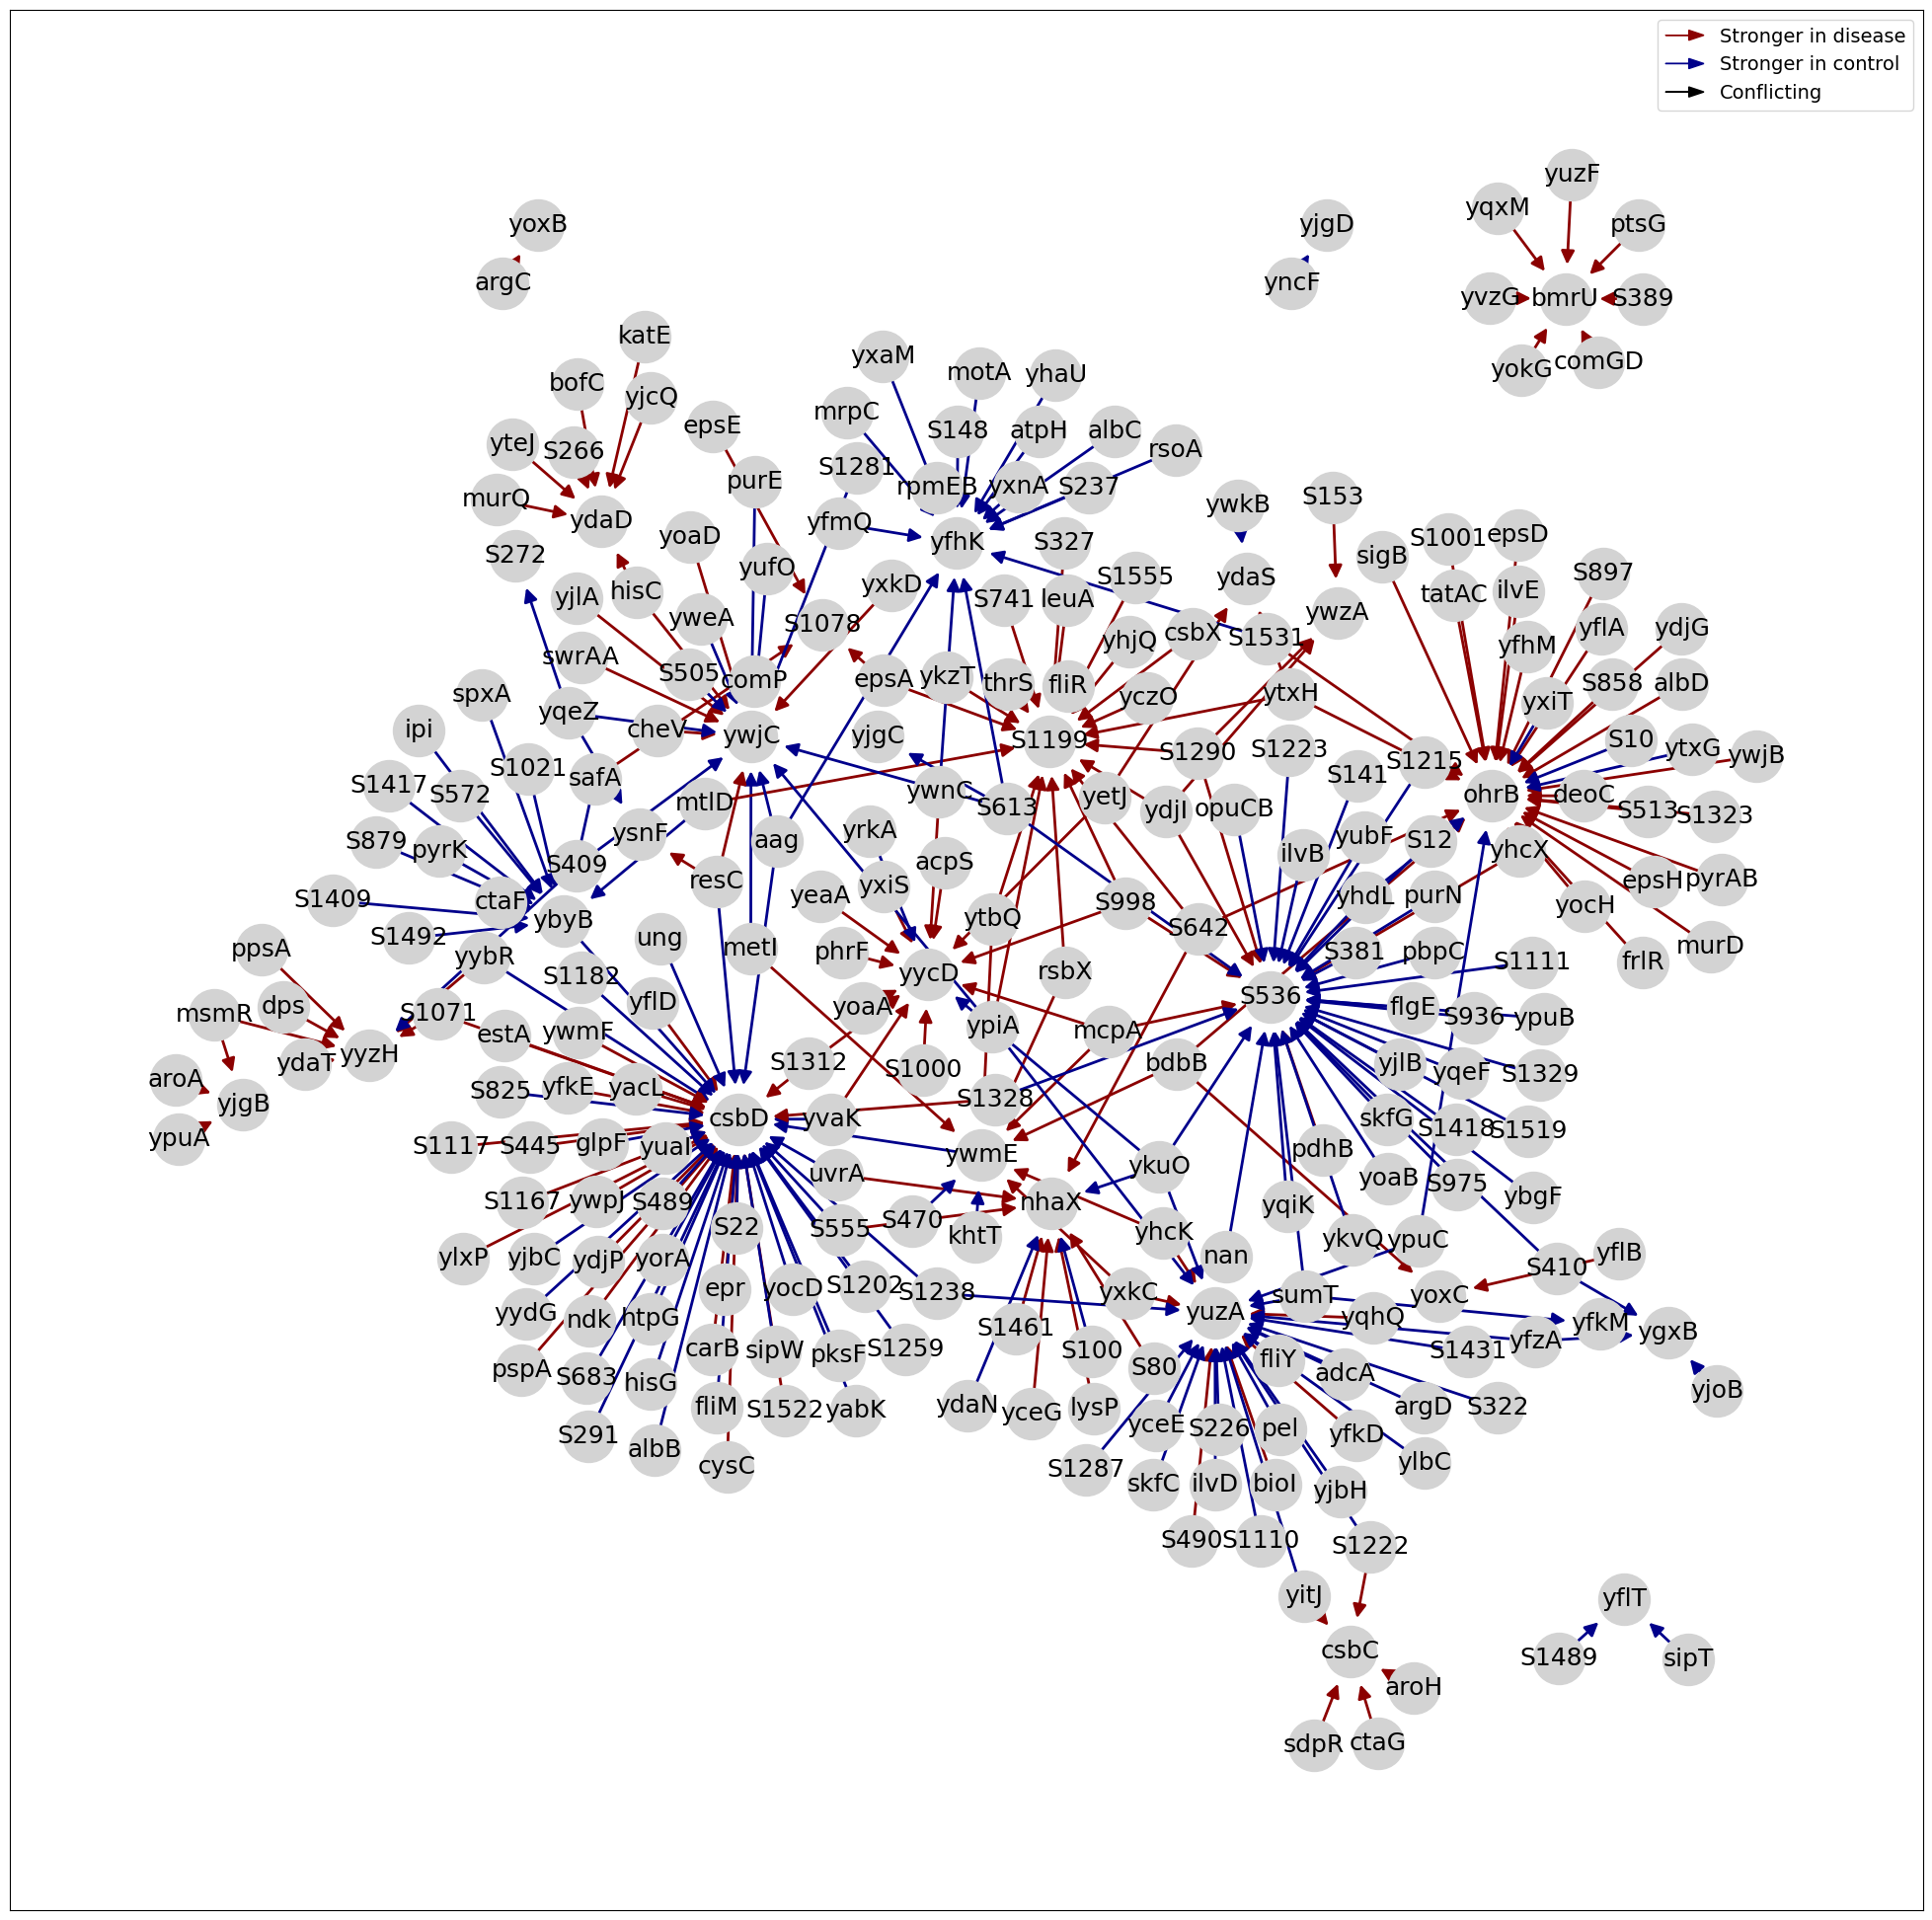 Stronger in disease
Stronger in control
Conflicting
yuzF
yqxM
ptsG
yoxB
yjgD
argC
yncF
yvzG
bmrU
S389
yokG
comGD
katE
yxaM
motA
yhaU
bofC
yjcQ
mrpC
epsE
S148
atpH
albC
yteJ
S266
rsoA
S1281
purE
rpmEB
yxnA
S237
murQ
ydaD
ywkB
S153
yfmQ
yoaD
yfhK
S327
S1001
epsD
sigB
S272
yufO
S1555
ydaS
S897
yjlA
hisC
yxkD
S741
leuA
tatAC
ilvE
ywzA
yweA
S1078
yhjQ
csbX
S1531
yflA
ydjG
swrAA
yfhM
S505
comP
epsA
ykzT
thrS
fliR
S858
albD
spxA
yqeZ
yczO
ytxH
yxiT
ipi
cheV
ywjC
yjgC
S1199
S1290
S1223
S10
ytxG
ywjB
S1417
S572
S1021
safA
S141
S1215
mtlD
ywnC
S613
yetJ
ydjI
opuCB
ohrB
deoC
S513
S1323
S879
pyrK
ysnF
aag
yrkA
acpS
yubF
S12
yhcX
S409
ilvB
resC
yxiS
yhdL
purN
epsH
pyrAB
S1409
ctaF
ybyB
yeaA
ytbQ
S998
yocH
S1492
ung
metI
phrF
S642
S381
pbpC
frlR
murD
ppsA
yybR
S1182
yycD
rsbX
S536
S1111
dps
yflD
yoaA
flgE
S936
ypuB
msmR
S1071
estA
ywmF
ypiA
mcpA
ydaT
yyzH
S1312
S1000
bdbB
yjlB
yqeF
S1329
aroA
yjgB
S825
yfkE
yacL
csbD
yvaK
S1328
skfG
S1418
S1519
ypuA
S1117
S445
glpF
yuaI
ywmE
pdhB
uvrA
ykuO
yoaB
S975
ybgF
S1167
ywpJ
S489
nhaX
yqiK
S22
S555
S470
khtT
yhcK
ylxP
yjbC
ydjP
yorA
nan
ykvQ
ypuC
S410
yflB
epr
yocD
S1202
S1238
yxkC
sumT
yoxC
yydG
ndk
htpG
yuzA
yqhQ
yfzA
yfkM
ygxB
pspA
S683
hisG
carB
sipW
pksF
S1259
S1461
S100
S80
fliY
adcA
S1431
yjoB
fliM
S1522
yabK
ydaN
yceG
lysP
yceE
S226
pel
yfkD
argD
S322
S291
albB
cysC
S1287
skfC
ilvD
bioI
yjbH
ylbC
S490
S1110
S1222
yitJ
yflT
csbC
S1489
sipT
aroH
sdpR
ctaG